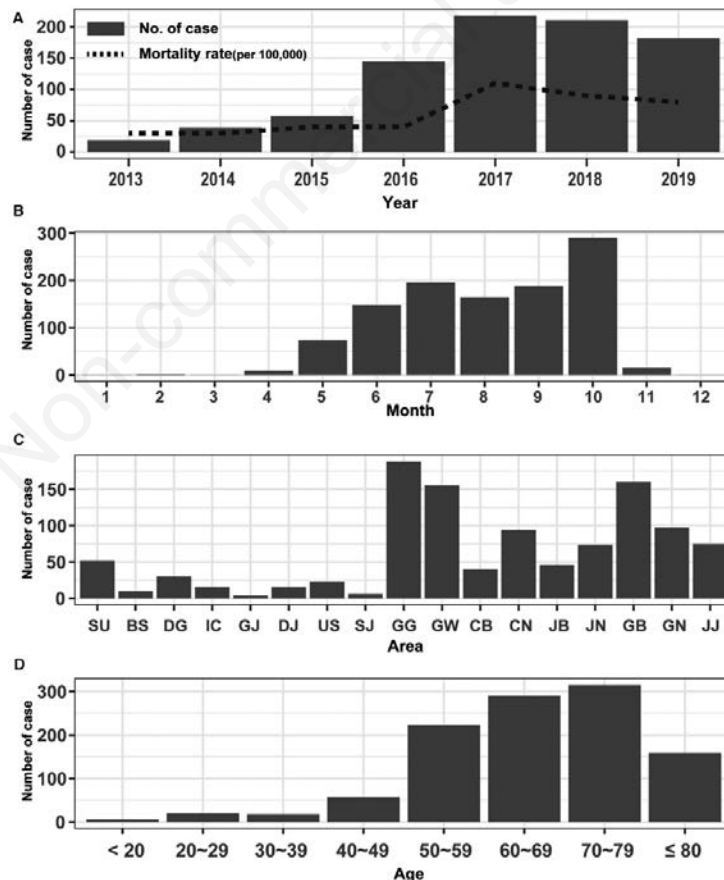 A
No. of case
Mortality rate(per 100,000)
Number of case
200
150
100
50
0
2013 2014 2015 2016 2017 2018 2019
Year
B
Number of case
300
200
100
0
1 2 3 4 5 6 7 8 9 10 11 12
Month
C
Number of case
150
100
50
0
SU BS DG IC GJ DJ US SJ GG GW CB CN JB JN GB GN JJ
Area
D
Number of case
300
200
100
0
< 20 20~29 30~39 40~49 50~59 60~69 70~79 ≤ 80
Age
Non-commercial